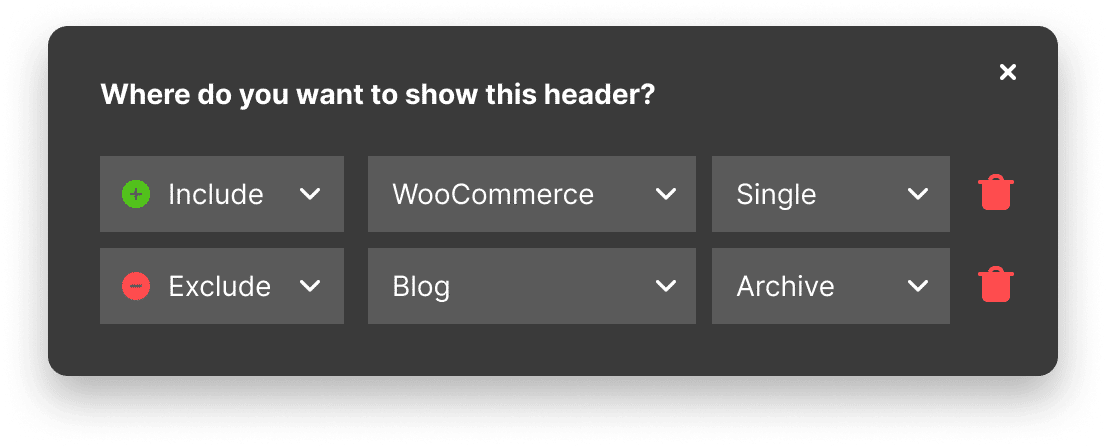 Where do you want to show this header?
Include WooCommerce Single
Exclude Blog Archive